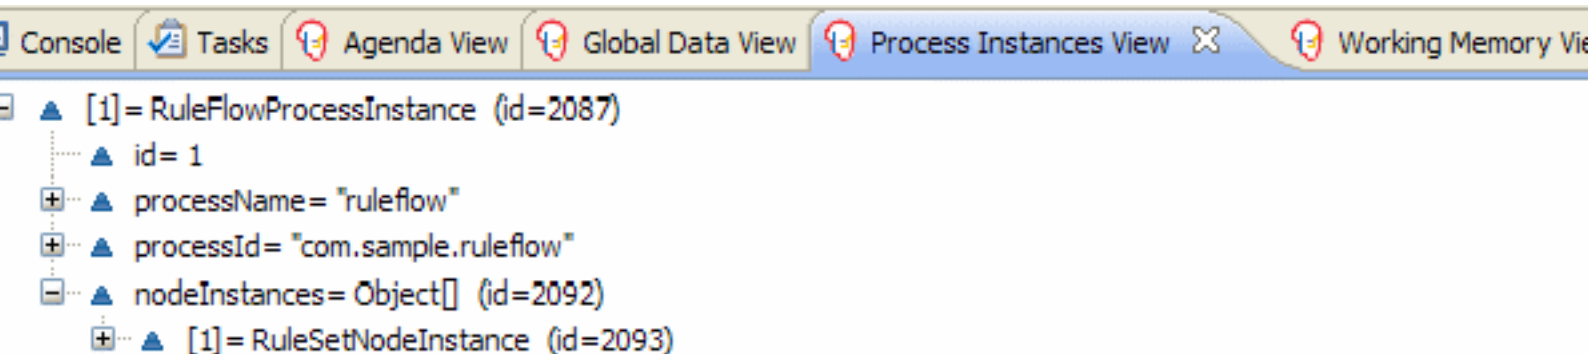 Console Tasks Agenda View Global Data View Process Instances View Working Memory Vie
[1]= RuleFlowProcessInstance (id=2087)
id= 1
processName= "ruleflow"
processId= "com.sample.ruleflow"
nodeInstances= Object[] (id=2092)
[1]= RuleSetNodeInstance (id=2093)